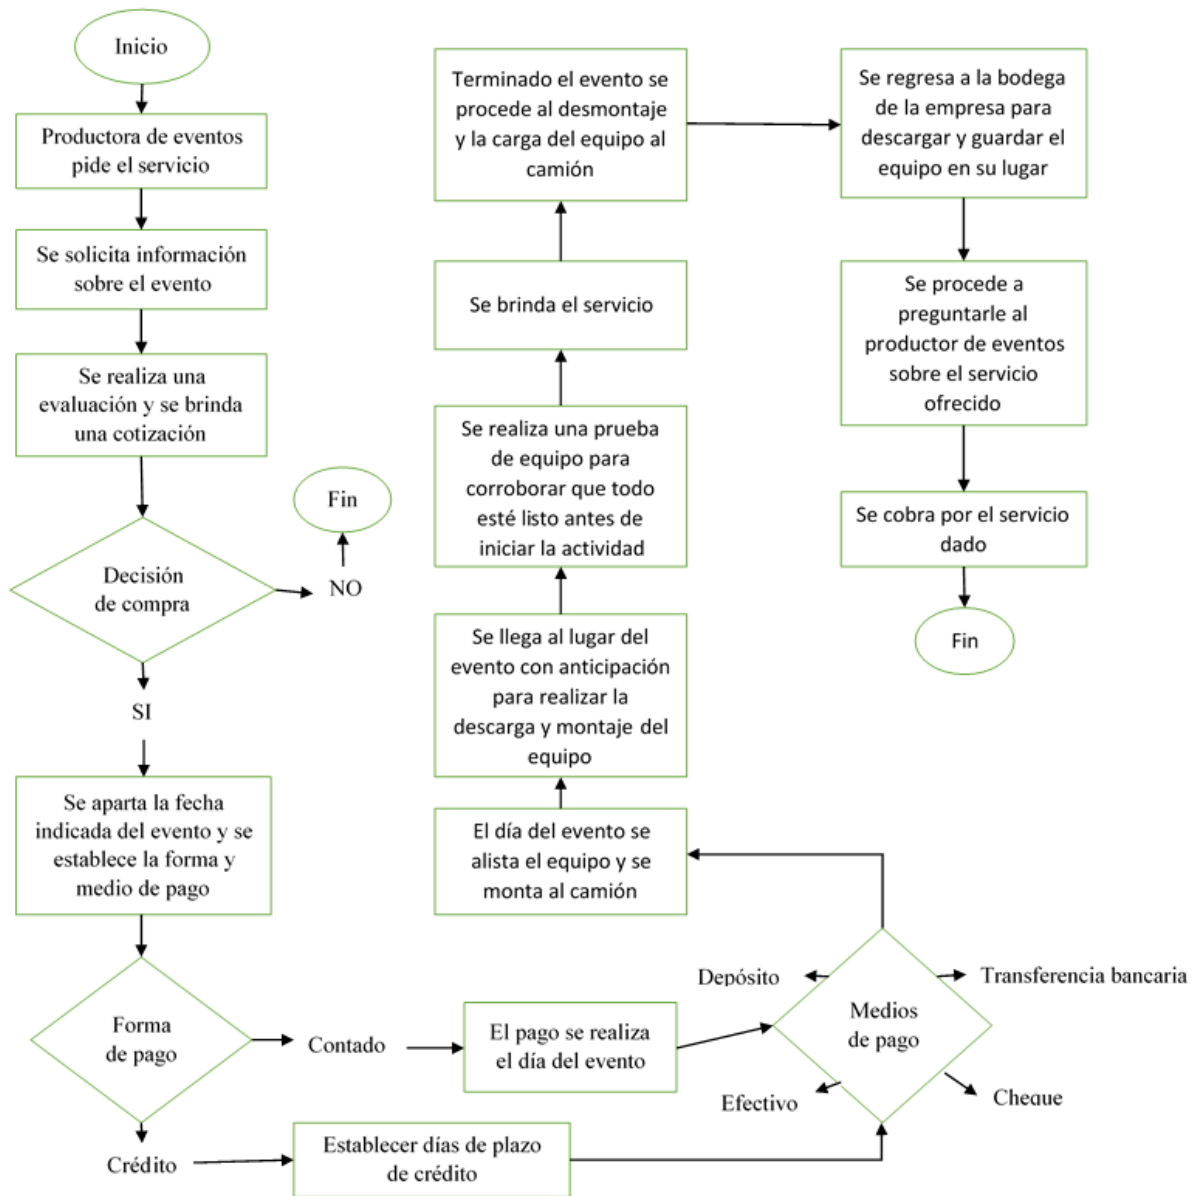 Inicio
Productora de eventos
pide el servicio
Se solicita información
sobre el evento
Se realiza una
evaluación y se brinda
una cotización
Decisión
de compra
NO
Fin
SI
Se aparta la fecha
indicada del evento y se
establece la forma y
medio de pago
Forma
de pago
Contado
El pago se realiza
el día del evento
Crédito
Establecer días de plazo
de crédito
Medios
de pago
Depósito
Transferencia bancaria
Efectivo
Cheque
El día del evento se
alista el equipo y se
monta al camión
Se llega al lugar del
evento con anticipación
para realizar la
descarga y montaje del
equipo
Se realiza una prueba
de equipo para
corroborar que todo
esté listo antes de
iniciar la actividad
Se brinda el servicio
Terminado el evento se
procede al desmontaje
y la carga del equipo al
camión
Se regresa a la bodega
de la empresa para
descargar y guardar el
equipo en su lugar
Se procede a
preguntarle al
productor de eventos
sobre el servicio
ofrecido
Se cobra por el servicio
dado
Fin